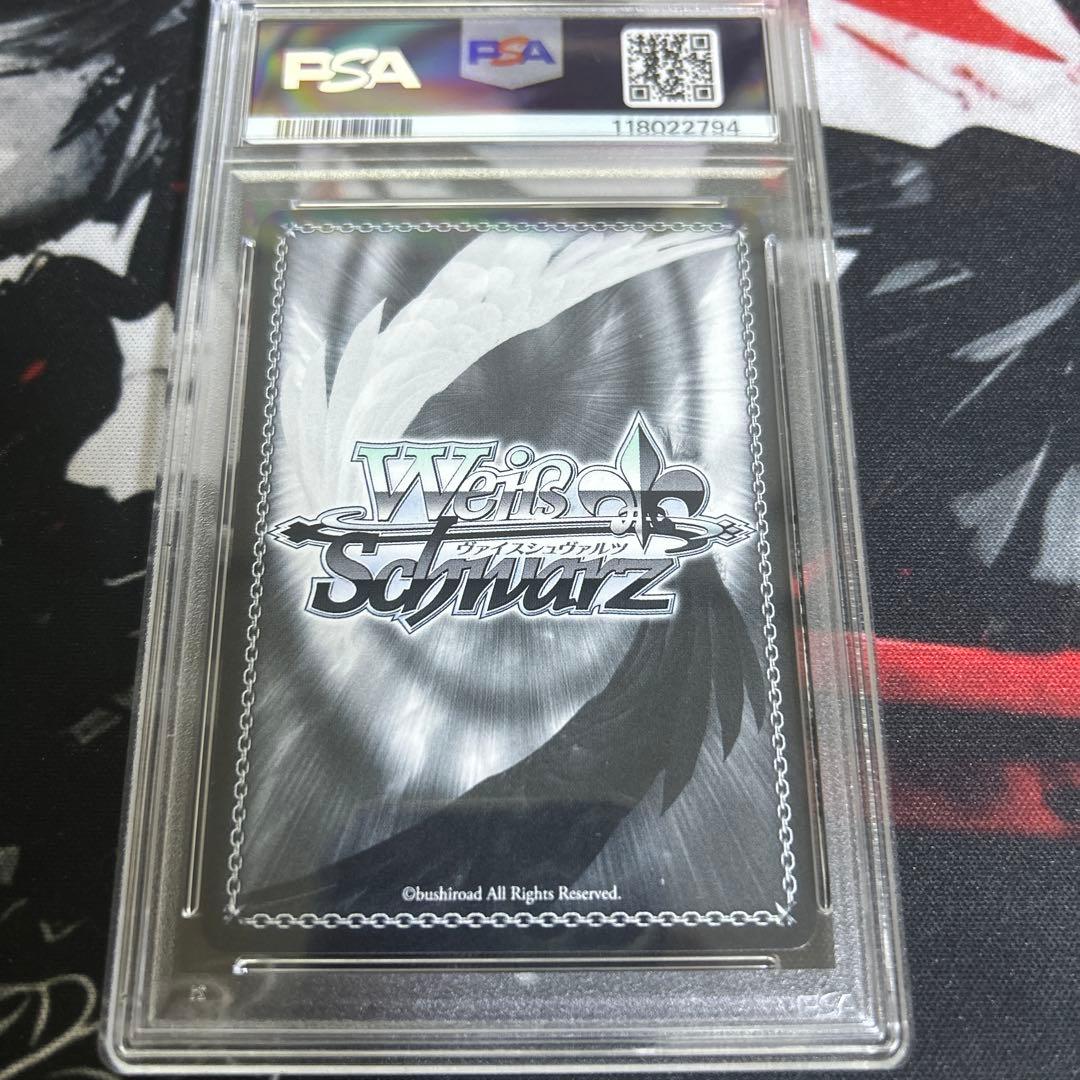 PSA
PSA
118022794
Weiß
ヴァイスシュヴァルツ
Schwarz
©bushiroad All Rights Reserved.